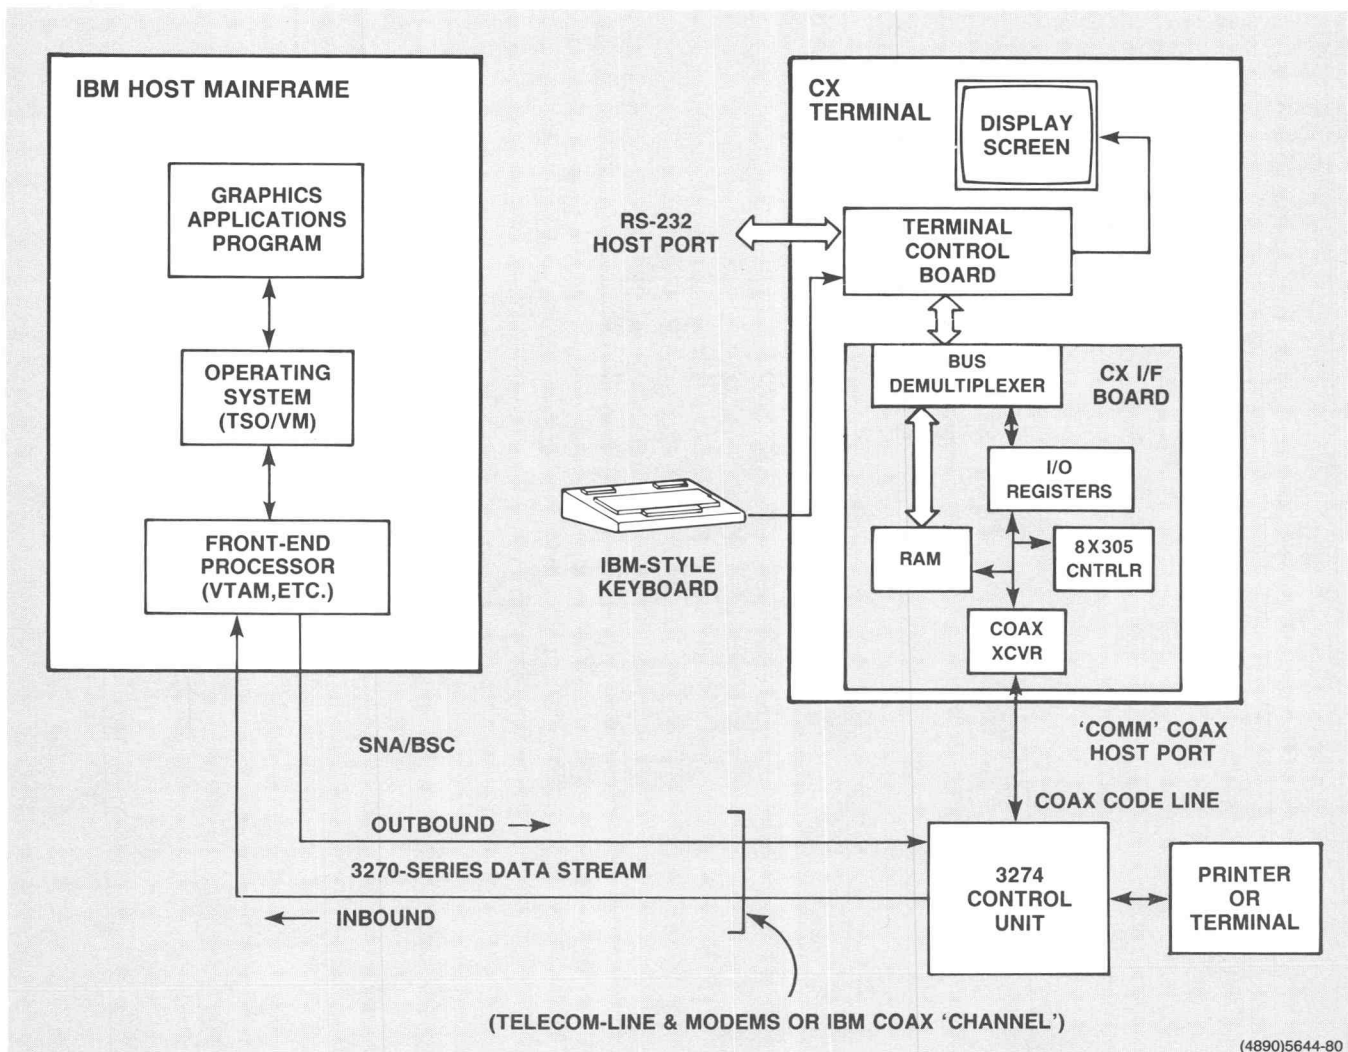 IBM HOST MAINFRAME
GRAPHICS
APPLICATIONS
PROGRAM
OPERATING
SYSTEM
(TSO/VM)
FRONT-END
PROCESSOR
(VTAM,ETC.)
CX
TERMINAL
DISPLAY
SCREEN
RS-232
HOST PORT
TERMINAL
CONTROL
BOARD
BUS
DEMULTIPLEXER
CX I/F
BOARD
I/O
REGISTERS
RAM
8X305
CNTRLR
COAX
XCVR
IBM-STYLE
KEYBOARD
'COMM' COAX
HOST PORT
COAX CODE LINE
SNA/BSC
OUTBOUND
3270-SERIES DATA STREAM
INBOUND
3274
CONTROL
UNIT
PRINTER
OR
TERMINAL
(TELECOM-LINE & MODEMS OR IBM COAX 'CHANNEL')
(4890)5644-80